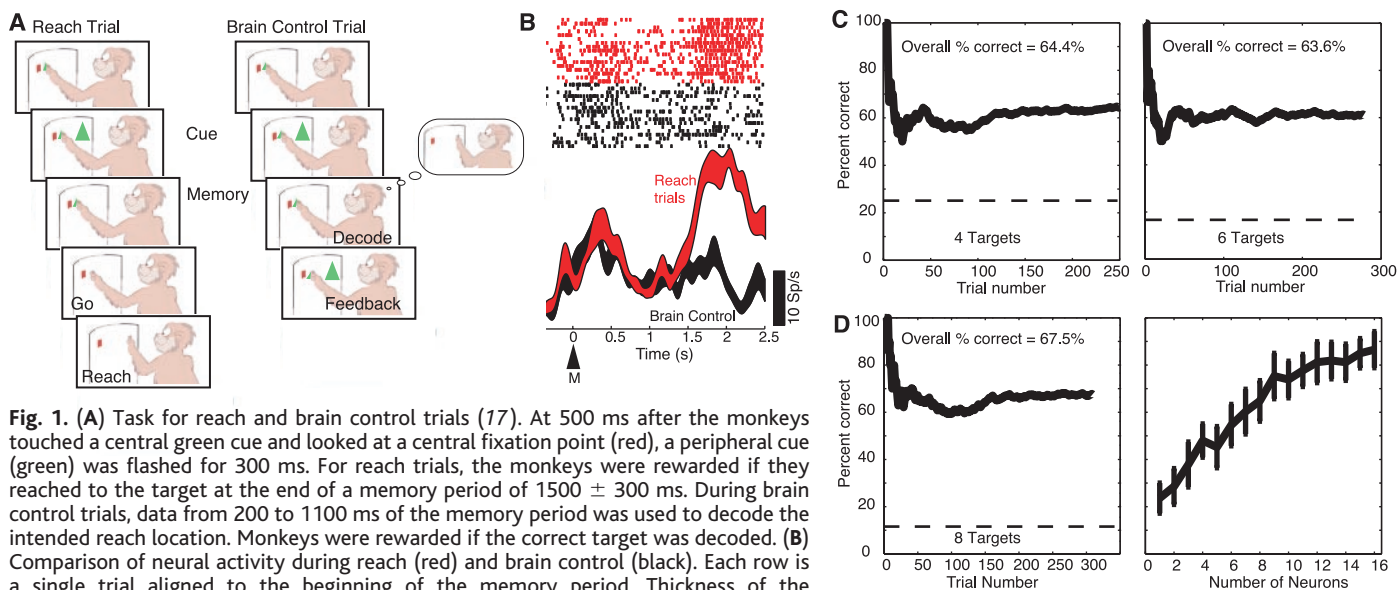 A
Reach Trial
Brain Control Trial
Cue
Memory
Decode
Go
Feedback
Reach
B
Reach
trials
Brain Control
10 Sp/s
0 0.5 1 1.5 2 2.5
Time (s)
M
C
Percent correct
100
80
60
40
20
0
Overall % correct = 64.4%
4 Targets
0 50 100 150 200 250
Trial number
Overall % correct = 63.6%
6 Targets
0 100 200 300
Trial number
D
Percent correct
100
80
60
40
20
0
Overall % correct = 67.5%
8 Targets
0 50 100 150 200 250 300
Trial Number
2 4 6 8 10 12 14 16
Number of Neurons
Fig. 1. (A) Task for reach and brain control trials (17). At 500 ms after the monkeys
touched a central green cue and looked at a central fixation point (red), a peripheral cue
(green) was flashed for 300 ms. For reach trials, the monkeys were rewarded if they
reached to the target at the end of a memory period of 1500 ± 300 ms. During brain
control trials, data from 200 to 1100 ms of the memory period was used to decode the
intended reach location. Monkeys were rewarded if the correct target was decoded. (B)
Comparison of neural activity during reach (red) and brain control (black). Each row is
a single trial aligned to the beginning of the memory period. Thickness of the